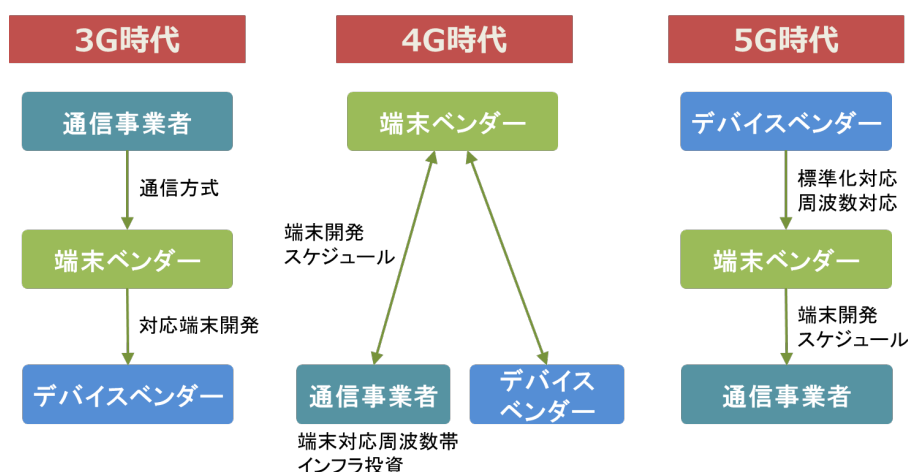 3G時代
通信事業者
通信方式
端末ベンダー
対応端末開発
デバイスベンダー
4G時代
端末ベンダー
端末開発
スケジュール
通信事業者
端末対応周波数帯
インフラ投資
デバイス
ベンダー
5G時代
デバイスベンダー
標準化対応
周波数対応
端末ベンダー
端末開発
スケジュール
通信事業者